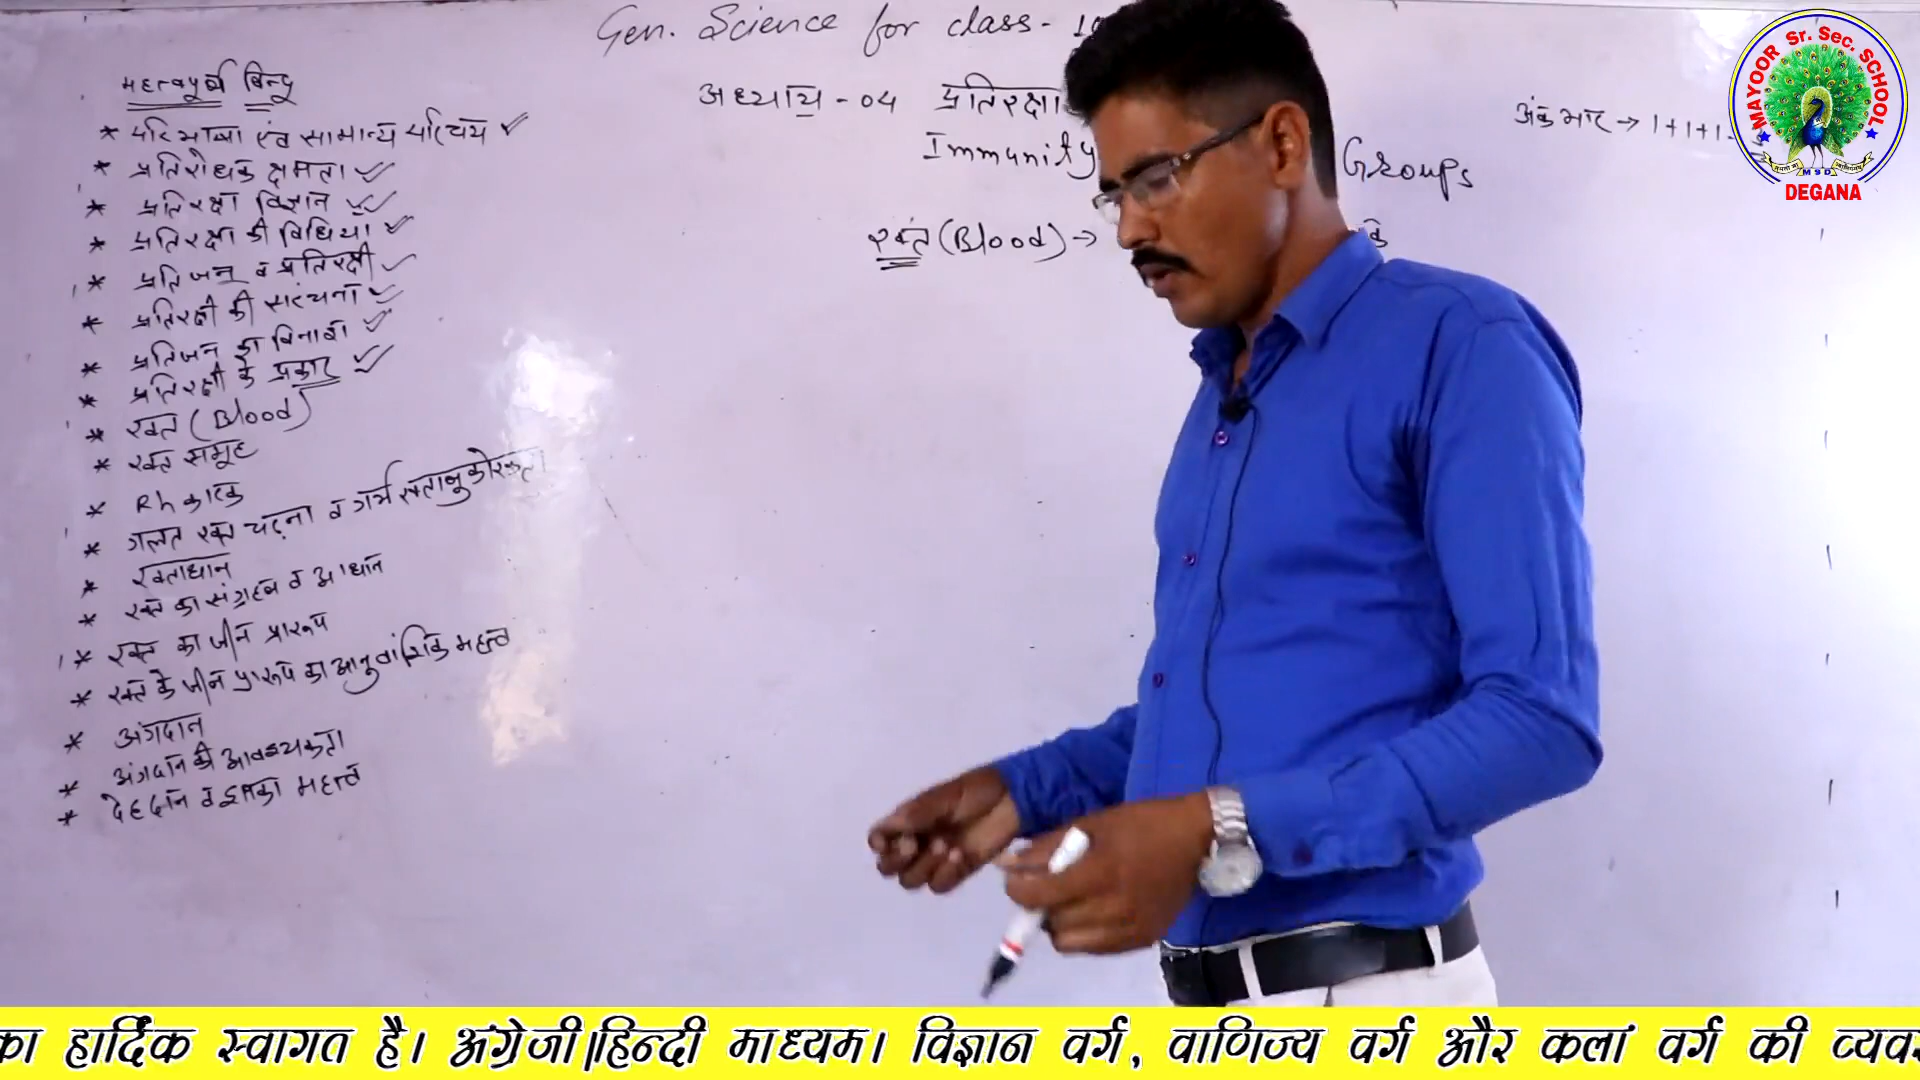 Gen. Science for class- 10
अध्याय - 04 प्रतिरक्षा
Immunity Groups
अंक भार → 1+1+1
रक्त (Blood) →
महत्वपूर्ण बिन्दु
* परिभाषा एंव सामान्य परिचय ✓
* प्रतिरोधक क्षमता ✓
* प्रतिरक्षा विज्ञान ✓
* प्रतिरक्षा की विधियां ✓
* प्रतिजन व प्रतिरक्षी ✓
* प्रतिरक्षी की सरंचना ✓
* प्रतिजन का विनाश ✓
* प्रतिरक्षी के प्रकार ✓
* रक्त (Blood)
* रक्त समूह
* Rh कारक
* गलत रक्त चढ़ना व गर्भ रक्ताणुकोरकता
* रक्ताधान
* रक्त का संग्रहण व आधान
* रक्त का जीन प्रारूप
* रक्त के जीन प्रारूप का आनुवांशिक महत्व
* अंगदान
* अंगदान की आवश्यकता
* देहदान व इसका महत्व
MAYOOR Sr. Sec. SCHOOL
M S D
DEGANA
का हार्दिक स्वागत है। अंग्रेजी|हिन्दी माध्यम। विज्ञान वर्ग, वाणिज्य वर्ग और कला वर्ग की व्यव